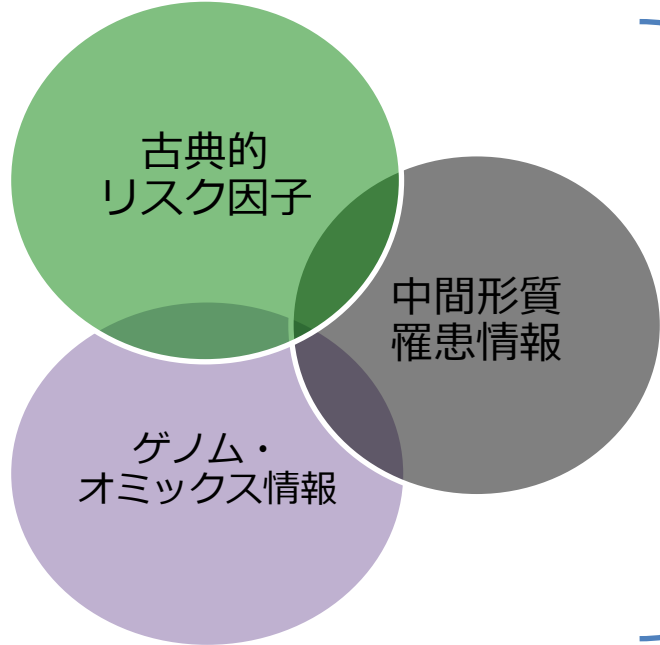 古典的
リスク因子
中間形質
罹患情報
ゲノム・
オミックス情報